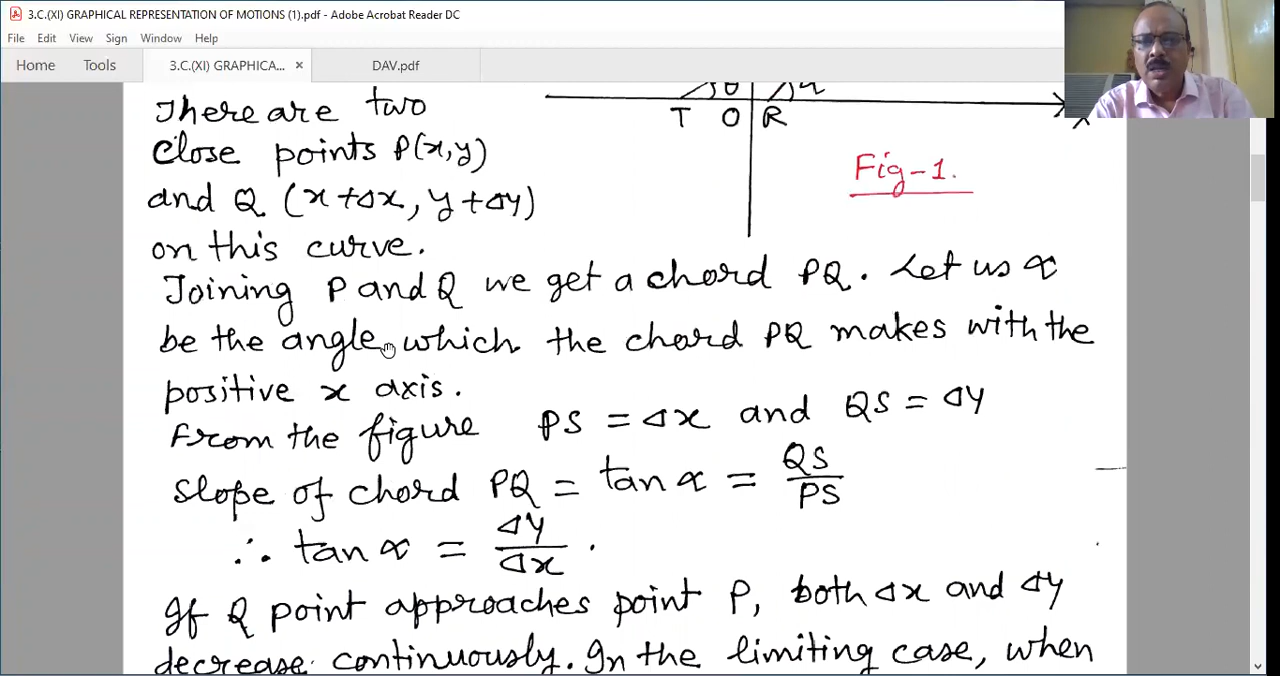 3.C.(XI) GRAPHICAL REPRESENTATION OF MOTIONS (1).pdf - Adobe Acrobat Reader DC
File Edit View Sign Window Help
Home Tools 3.C.(XI) GRAPHICA... × DAV.pdf
θ α
T O R X
There are two
close points P(x,y)
and Q (x+Δx, y+Δy)
on this curve.
Fig-1.
Joining P and Q we get a chord PQ. Let us α
be the angle which the chord PQ makes with the
positive x axis.
From the figure PS = Δx and QS = Δy
slope of chord PQ = tan α = QS/PS
∴ tan α = Δy/Δx .
If Q point approaches point P, both Δx and Δy
decrease continuously. In the limiting case, when